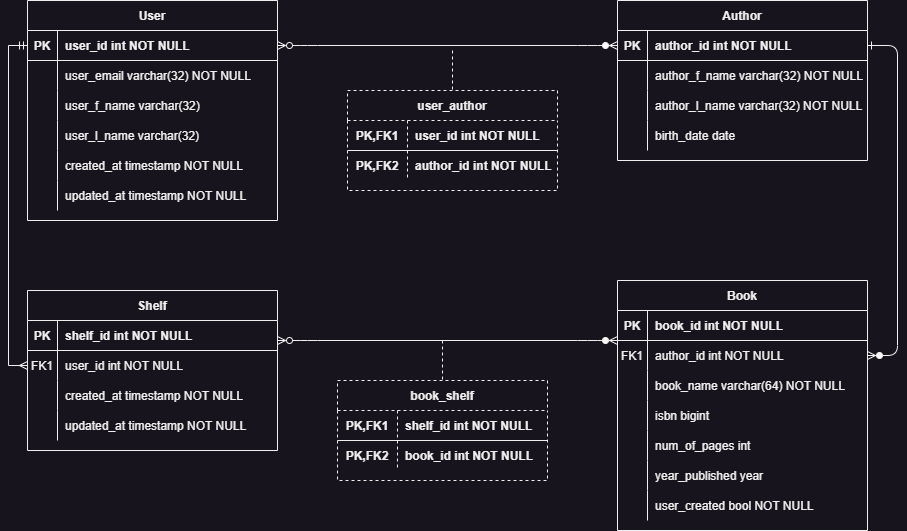 User
PK user_id int NOT NULL
user_email varchar(32) NOT NULL
user_f_name varchar(32)
user_l_name varchar(32)
created_at timestamp NOT NULL
updated_at timestamp NOT NULL
Author
PK author_id int NOT NULL
author_f_name varchar(32) NOT NULL
author_l_name varchar(32) NOT NULL
birth_date date
user_author
PK,FK1 user_id int NOT NULL
PK,FK2 author_id int NOT NULL
Shelf
PK shelf_id int NOT NULL
FK1 user_id int NOT NULL
created_at timestamp NOT NULL
updated_at timestamp NOT NULL
Book
PK book_id int NOT NULL
FK1 author_id int NOT NULL
book_name varchar(64) NOT NULL
isbn bigint
num_of_pages int
year_published year
user_created bool NOT NULL
book_shelf
PK,FK1 shelf_id int NOT NULL
PK,FK2 book_id int NOT NULL